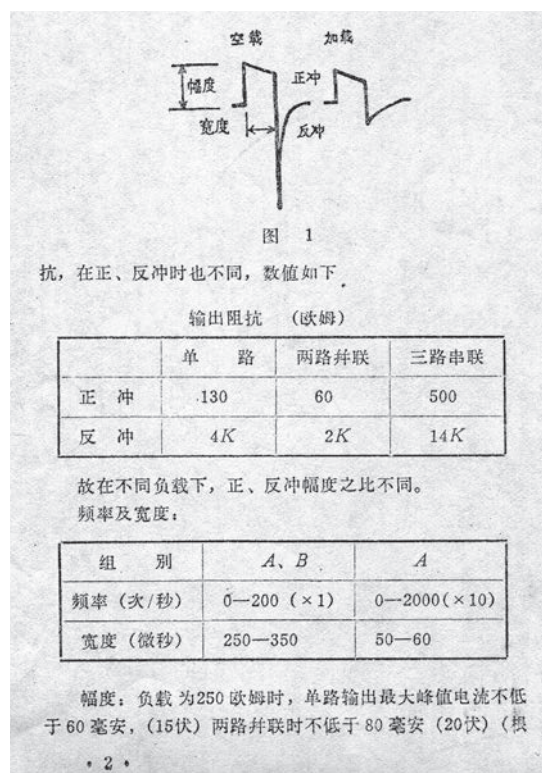 空载 加载
幅度
正冲
宽度
反冲
图 1
抗，在正、反冲时也不同，数值如下．
输出阻抗 （欧姆）
单 路 两路并联 三路串联
正 冲 130 60 500
反 冲 4K 2K 14K
故在不同负载下，正、反冲幅度之比不同。
频率及宽度：
组 别 A、B A
频率（次/秒） 0—200（×1） 0—2000(×10)
宽度（微秒） 250—350 50—60
幅度：负载为250欧姆时，单路输出最大峰值电流不低
于60毫安，(15伏）两路并联时不低于80毫安（20伏）（根
• 2 •